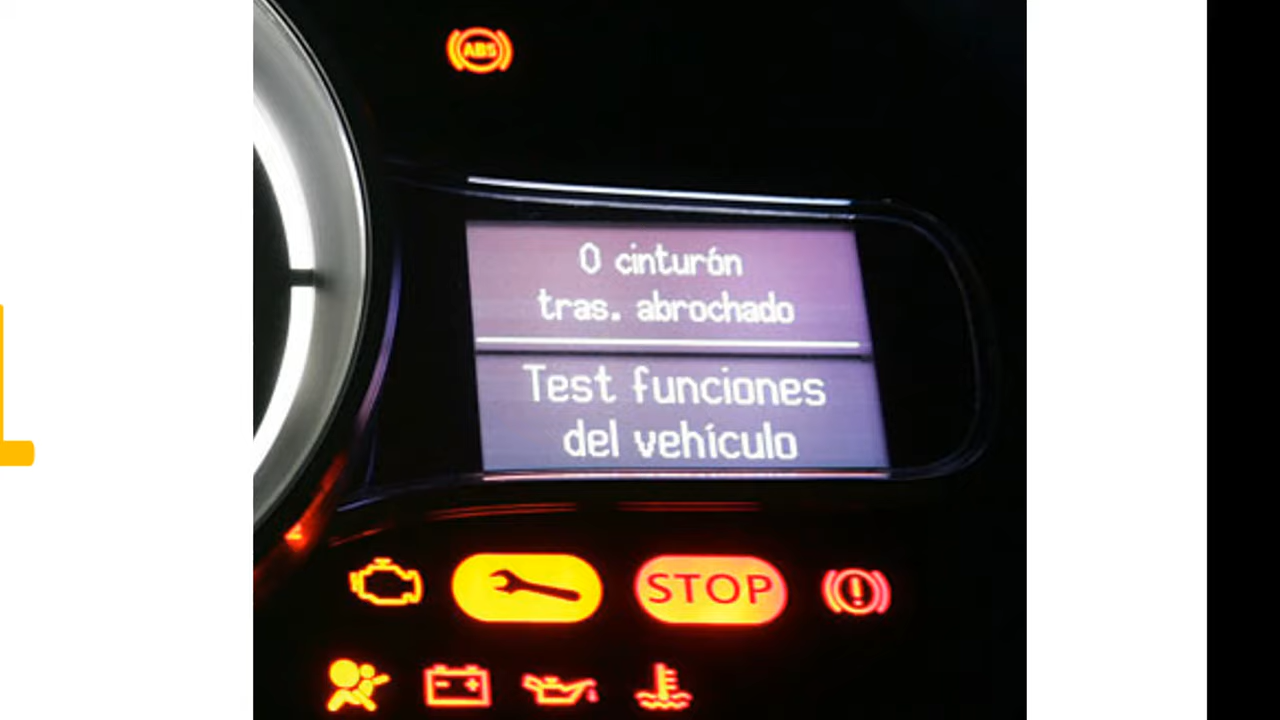 ABS
0 cinturón
tras. abrochado
Test funciones
del vehículo
STOP